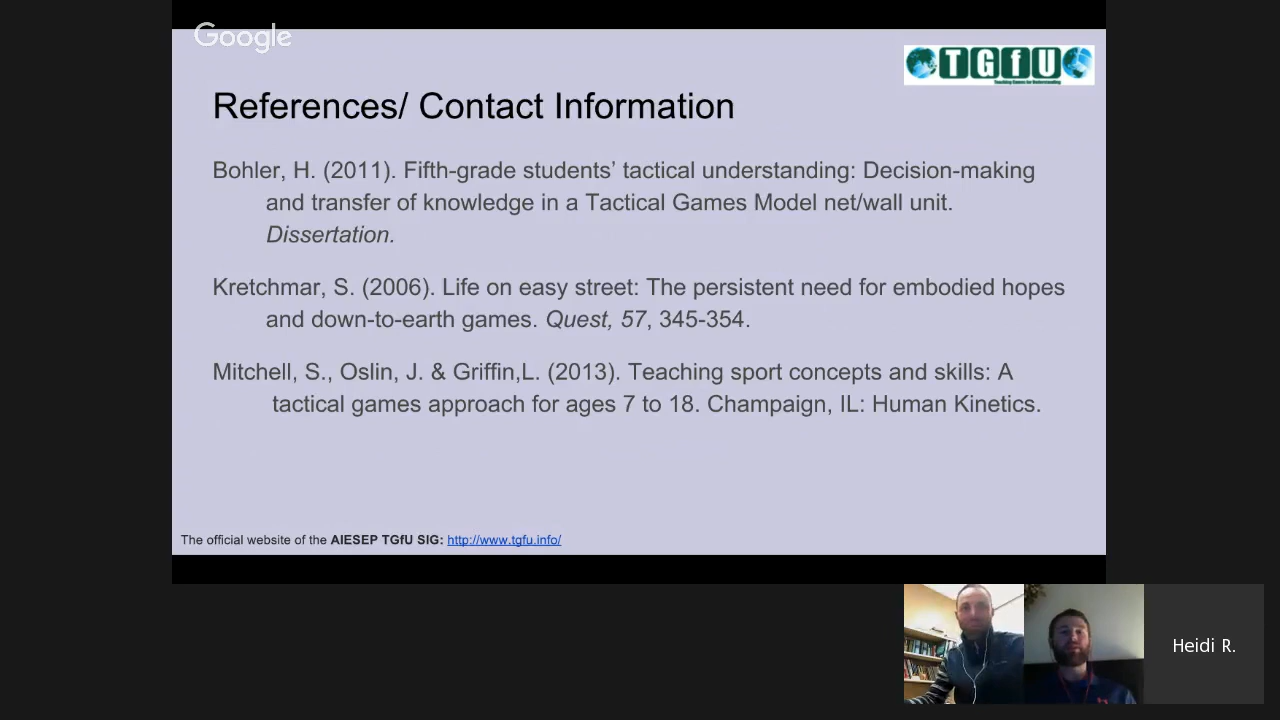 Google
TGfU
Teaching Games for Understanding
References/ Contact Information
Bohler, H. (2011). Fifth-grade students’ tactical understanding: Decision-making
and transfer of knowledge in a Tactical Games Model net/wall unit.
Dissertation.
Kretchmar, S. (2006). Life on easy street: The persistent need for embodied hopes
and down-to-earth games. Quest, 57, 345-354.
Mitchell, S., Oslin, J. & Griffin,L. (2013). Teaching sport concepts and skills: A
tactical games approach for ages 7 to 18. Champaign, IL: Human Kinetics.
The official website of the AIESEP TGfU SIG: http://www.tgfu.info/
Heidi R.